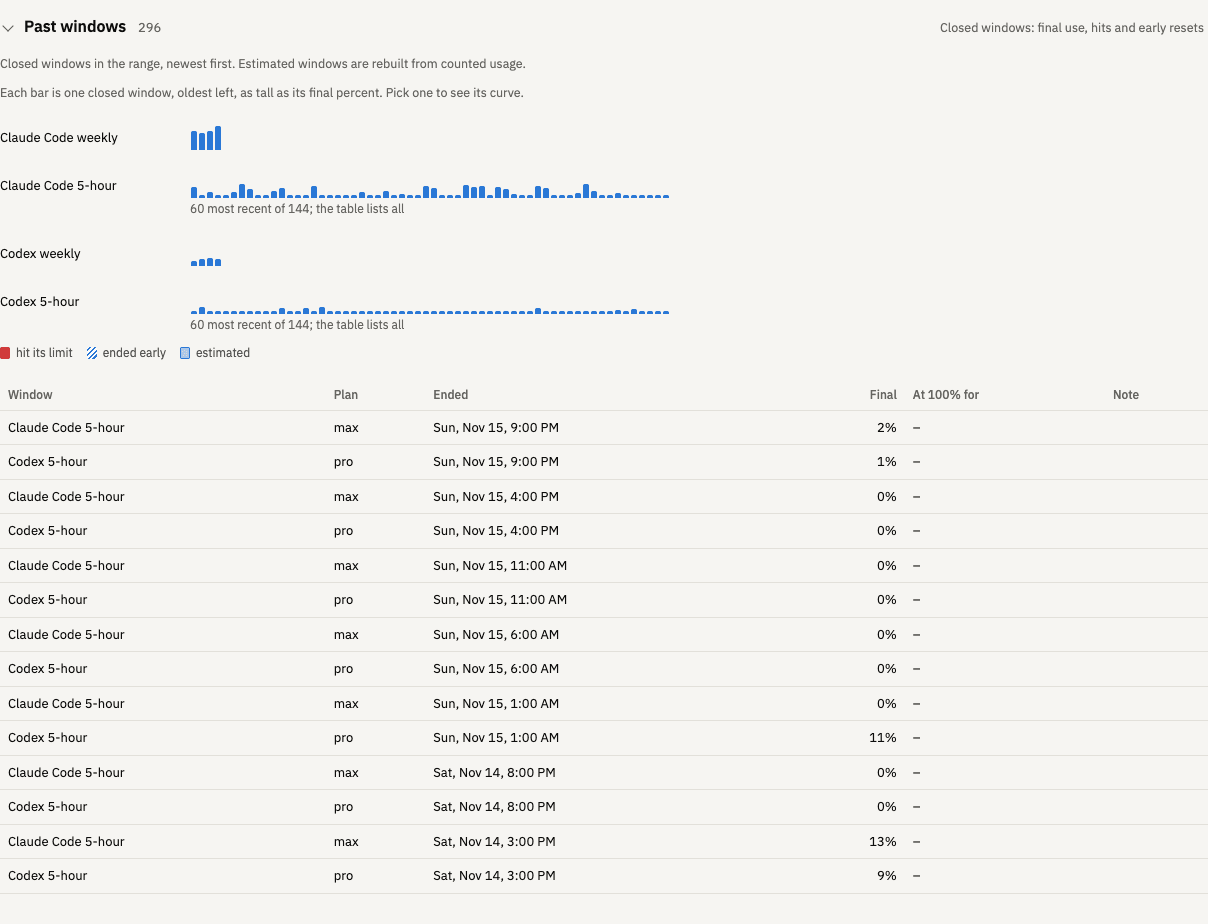 Past windows 296 Closed windows: final use, hits and early resets
Closed windows in the range, newest first. Estimated windows are rebuilt from counted usage.
Each bar is one closed window, oldest left, as tall as its final percent. Pick one to see its curve.
Claude Code weekly
Claude Code 5-hour
60 most recent of 144; the table lists all
Codex weekly
Codex 5-hour
60 most recent of 144; the table lists all
hit its limit ended early estimated
Window Plan Ended Final At 100% for Note
Claude Code 5-hour max Sun, Nov 15, 9:00 PM 2% –
Codex 5-hour pro Sun, Nov 15, 9:00 PM 1% –
Claude Code 5-hour max Sun, Nov 15, 4:00 PM 0% –
Codex 5-hour pro Sun, Nov 15, 4:00 PM 0% –
Claude Code 5-hour max Sun, Nov 15, 11:00 AM 0% –
Codex 5-hour pro Sun, Nov 15, 11:00 AM 0% –
Claude Code 5-hour max Sun, Nov 15, 6:00 AM 0% –
Codex 5-hour pro Sun, Nov 15, 6:00 AM 0% –
Claude Code 5-hour max Sun, Nov 15, 1:00 AM 0% –
Codex 5-hour pro Sun, Nov 15, 1:00 AM 11% –
Claude Code 5-hour max Sat, Nov 14, 8:00 PM 0% –
Codex 5-hour pro Sat, Nov 14, 8:00 PM 0% –
Claude Code 5-hour max Sat, Nov 14, 3:00 PM 13% –
Codex 5-hour pro Sat, Nov 14, 3:00 PM 9% –